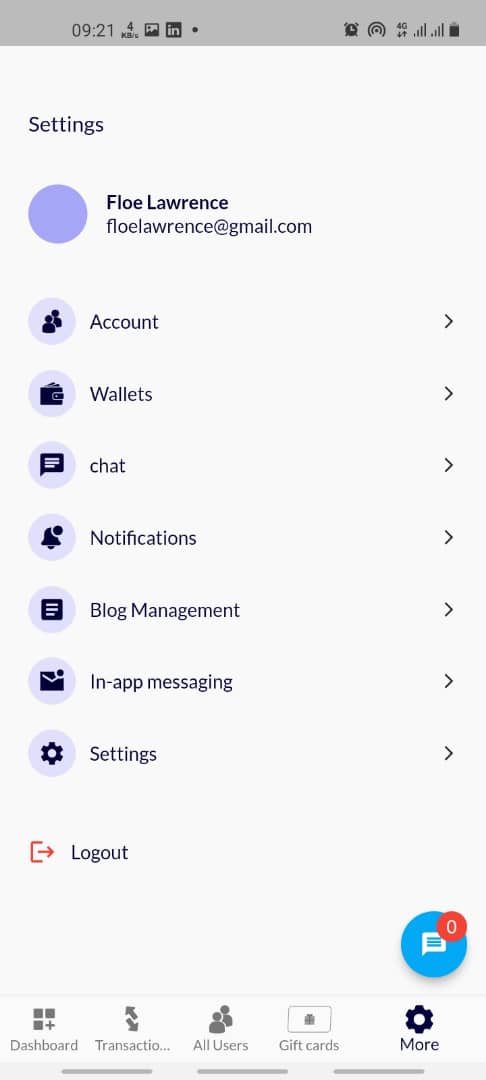 09:21 4 KB/s in 4G
Settings
Floe Lawrence
floelawrence@gmail.com
Account
Wallets
chat
Notifications
Blog Management
In-app messaging
Settings
Logout
0
Dashboard Transactio... All Users Gift cards More